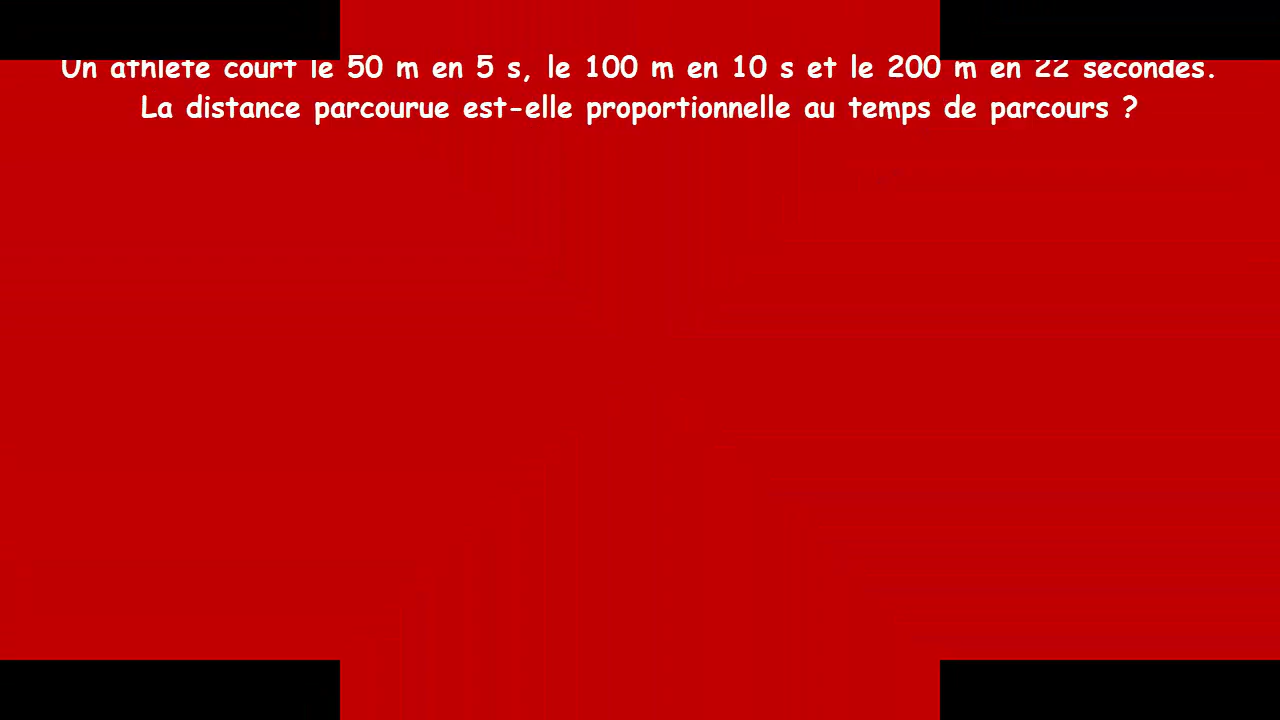 Un athlète court le 50 m en 5 s, le 100 m en 10 s et le 200 m en 22 secondes.
La distance parcourue est-elle proportionnelle au temps de parcours ?